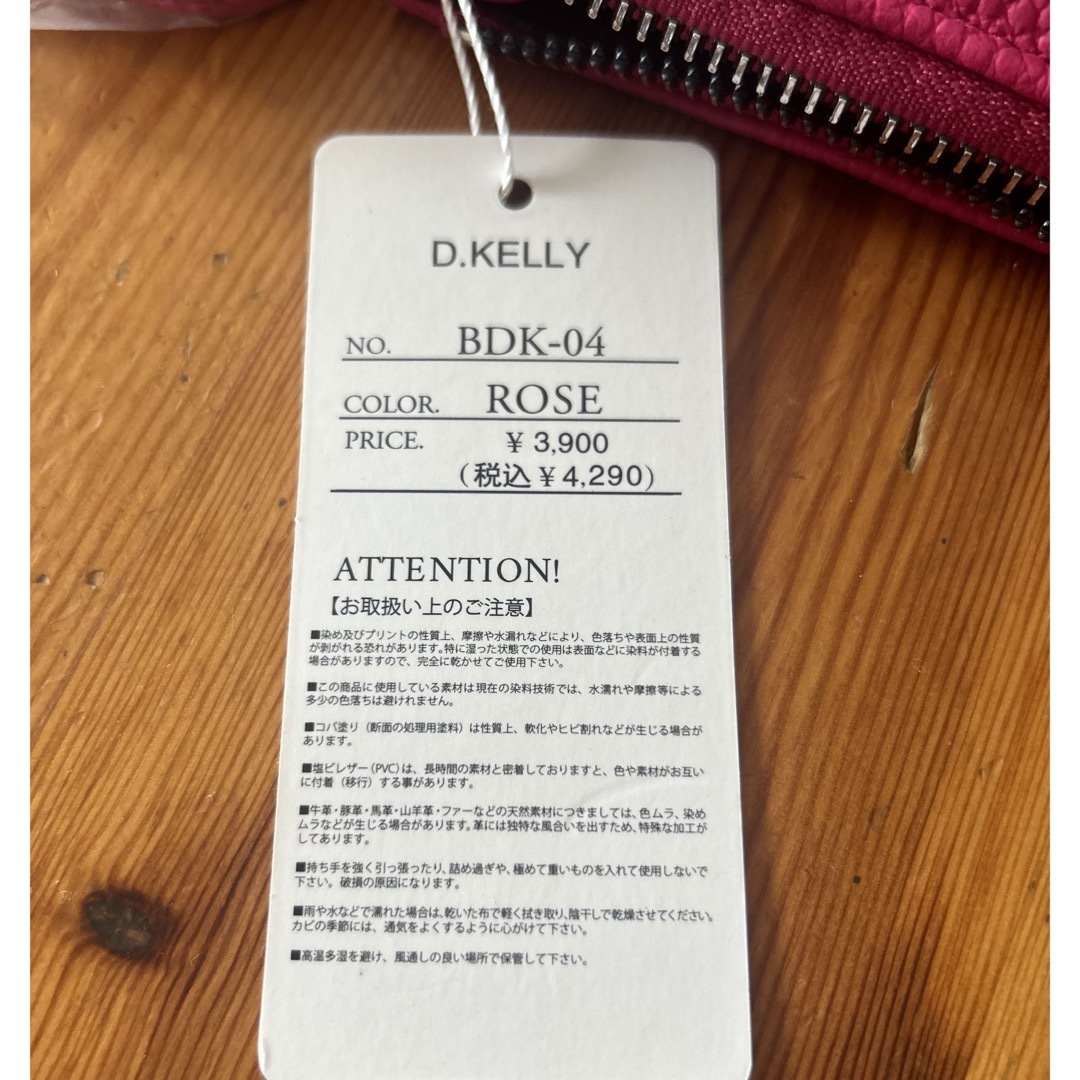 D.KELLY
NO. BDK-04
COLOR. ROSE
PRICE. ¥ 3,900
(税込 ¥ 4,290)
ATTENTION!
【お取扱い上のご注意】
■染め及びプリントの性質上、摩擦や水漏れなどにより、色落ちや表面上の性質
が剥がれる恐れがあります。特に湿った状態での使用は表面などに染料が付着する
場合がありますので、完全に乾かせてご使用下さい。
■この商品に使用している素材は現在の染料技術では、水濡れや摩擦等による
多少の色落ちは避けれません。
■コバ塗り（断面の処理用塗料）は性質上、軟化やヒビ割れなどが生じる場合が
あります。
■塩ビレザー（PVC）は、長時間の素材と密着しておりますと、色や素材がお互い
に付着（移行）する事があります。
■牛革・豚革・馬革・山羊革・ファーなどの天然素材につきましては、色ムラ、染め
ムラなどが生じる場合があります。革には独特な風合いを出すため、特殊な加工が
してあります。
■持ち手を強く引っ張ったり、詰め過ぎや、極めて重いものを入れて使用しないで
下さい。破損の原因になります。
■雨や水などで濡れた場合は、乾いた布で軽く拭き取り、陰干しで乾燥させてください。
カビの季節には、通気をよくするように心がけて下さい。
■高温多湿を避け、風通しの良い場所で保管して下さい。